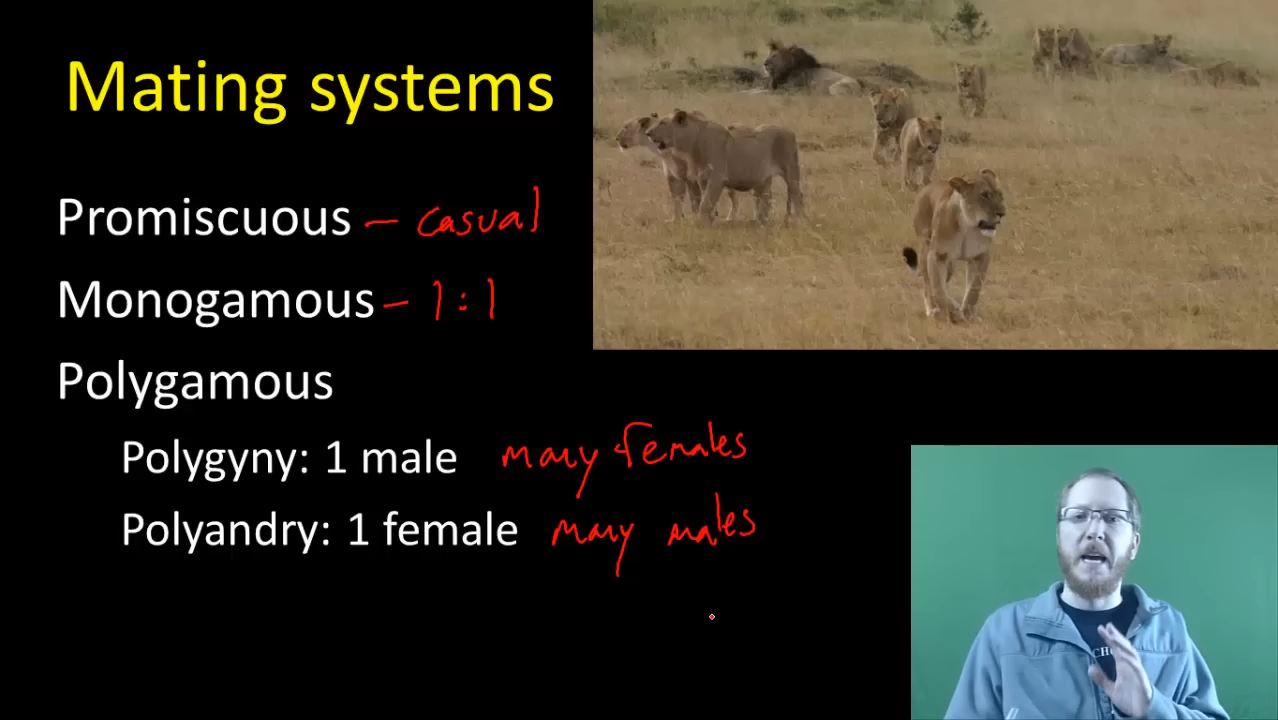 Mating systems
Promiscuous – casual
Monogamous – 1:1
Polygamous
Polygyny: 1 male many females
Polyandry: 1 female many males